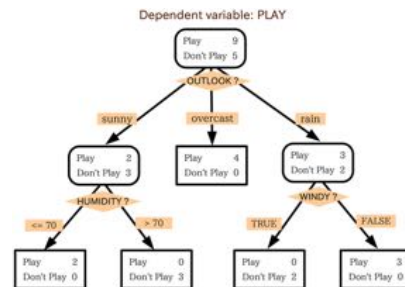 Dependent variable: PLAY
Play 9
Don't Play 5
OUTLOOK ?
sunny
overcast
rain
Play 2
Don't Play 3
Play 4
Don't Play 0
Play 3
Don't Play 2
HUMIDITY ?
WINDY ?
<= 70
> 70
TRUE
FALSE
Play 2
Don't Play 0
Play 0
Don't Play 3
Play 0
Don't Play 2
Play 3
Don't Play 0